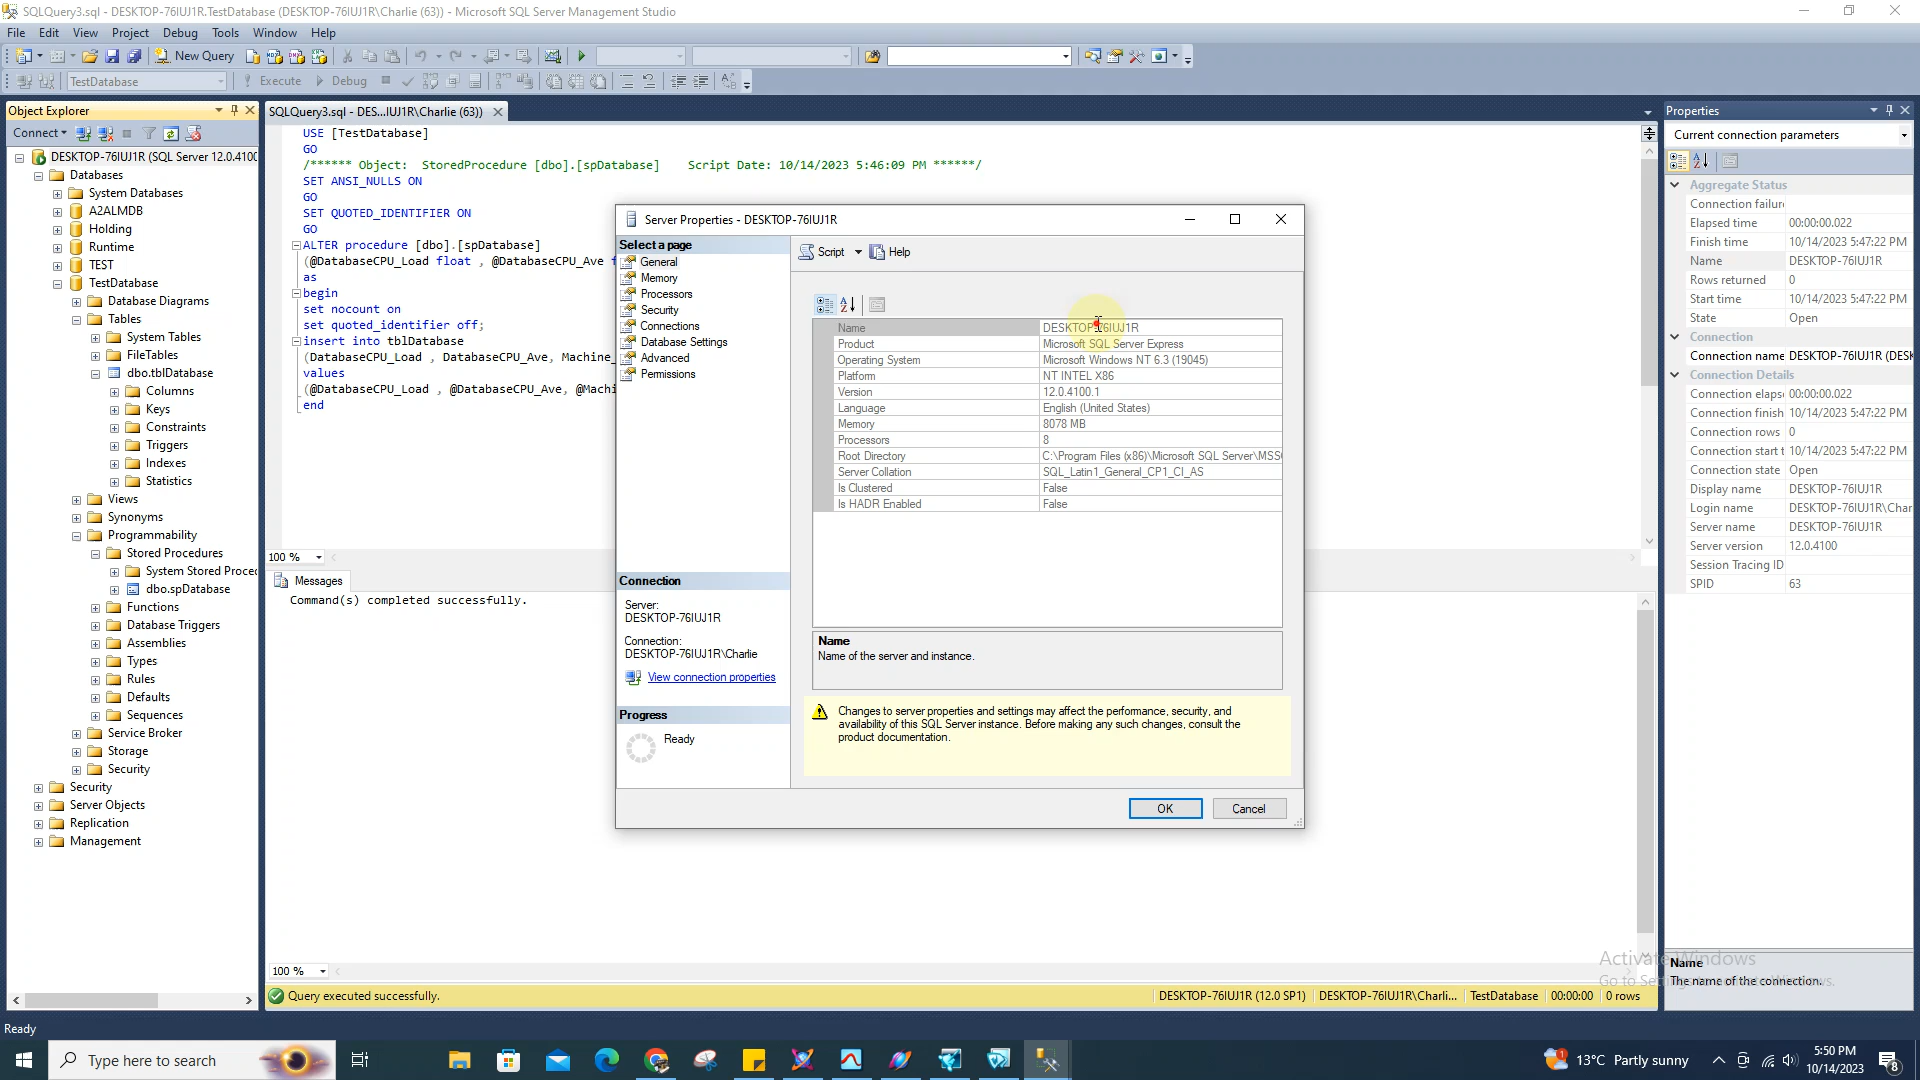 SQLQuery3.sql - DESKTOP-76IUJ1R.TestDatabase (DESKTOP-76IUJ1R\Charlie (63)) - Microsoft SQL Server Management Studio
File Edit View Project Debug Tools Window Help
New Query
TestDatabase Execute Debug
Object Explorer
Connect
DESKTOP-76IUJ1R (SQL Server 12.0.4100
Databases
System Databases
A2ALMDB
Holding
Runtime
TEST
TestDatabase
Database Diagrams
Tables
System Tables
FileTables
dbo.tblDatabase
Columns
Keys
Constraints
Triggers
Indexes
Statistics
Views
Synonyms
Programmability
Stored Procedures
System Stored Proce
dbo.spDatabase
Functions
Database Triggers
Assemblies
Types
Rules
Defaults
Sequences
Service Broker
Storage
Security
Security
Server Objects
Replication
Management
SQLQuery3.sql - DES...IUJ1R\Charlie (63))
USE [TestDatabase]
GO
/****** Object: StoredProcedure [dbo].[spDatabase] Script Date: 10/14/2023 5:46:09 PM ******/
SET ANSI_NULLS ON
GO
SET QUOTED_IDENTIFIER ON
GO
ALTER procedure [dbo].[spDatabase]
(@DatabaseCPU_Load float , @DatabaseCPU_Ave f
as
begin
set nocount on
set quoted_identifier off;
insert into tblDatabase
(DatabaseCPU_Load , DatabaseCPU_Ave, Machine_
values
(@DatabaseCPU_Load , @DatabaseCPU_Ave, @Machi
end
100 %
Messages
Command(s) completed successfully.
100 %
Query executed successfully.
DESKTOP-76IUJ1R (12.0 SP1) DESKTOP-76IUJ1R\Charli... TestDatabase 00:00:00 0 rows
Server Properties - DESKTOP-76IUJ1R
Select a page
General
Memory
Processors
Security
Connections
Database Settings
Advanced
Permissions
Connection
Server:
DESKTOP-76IUJ1R
Connection:
DESKTOP-76IUJ1R\Charlie
View connection properties
Progress
Ready
Script Help
Name DESKTOP-76IUJ1R
Product Microsoft SQL Server Express
Operating System Microsoft Windows NT 6.3 (19045)
Platform NT INTEL X86
Version 12.0.4100.1
Language English (United States)
Memory 8078 MB
Processors 8
Root Directory C:\Program Files (x86)\Microsoft SQL Server\MSS
Server Collation SQL_Latin1_General_CP1_CI_AS
Is Clustered False
Is HADR Enabled False
Name
Name of the server and instance.
Changes to server properties and settings may affect the performance, security, and
availability of this SQL Server instance. Before making any such changes, consult the
product documentation.
OK Cancel
Properties
Current connection parameters
Aggregate Status
Connection failure
Elapsed time 00:00:00.022
Finish time 10/14/2023 5:47:22 PM
Name DESKTOP-76IUJ1R
Rows returned 0
Start time 10/14/2023 5:47:22 PM
State Open
Connection
Connection name DESKTOP-76IUJ1R (DESK
Connection Details
Connection elaps 00:00:00.022
Connection finish 10/14/2023 5:47:22 PM
Connection rows 0
Connection start t 10/14/2023 5:47:22 PM
Connection state Open
Display name DESKTOP-76IUJ1R
Login name DESKTOP-76IUJ1R\Char
Server name DESKTOP-76IUJ1R
Server version 12.0.4100
Session Tracing ID
SPID 63
Activate Windows
Name
The name of the connection.
Ready
Type here to search
13°C Partly sunny
5:50 PM
10/14/2023
8